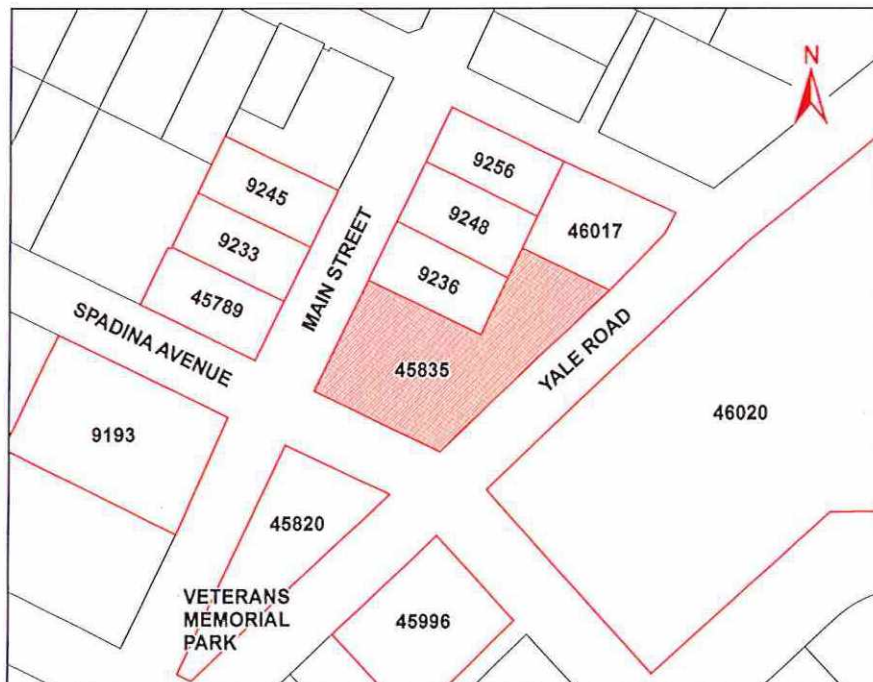 N
9256
9245
9248
46017
9233
MAIN STREET
9236
45789
SPADINA AVENUE
YALE ROAD
45835
46020
9193
45820
VETERANS
MEMORIAL
PARK
45996